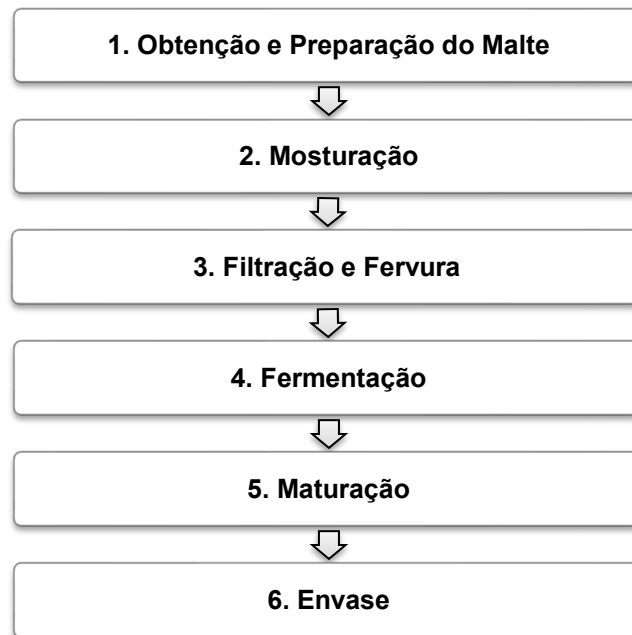 1. Obtenção e Preparação do Malte
2. Mosturação
3. Filtração e Fervura
4. Fermentação
5. Maturação
6. Envase